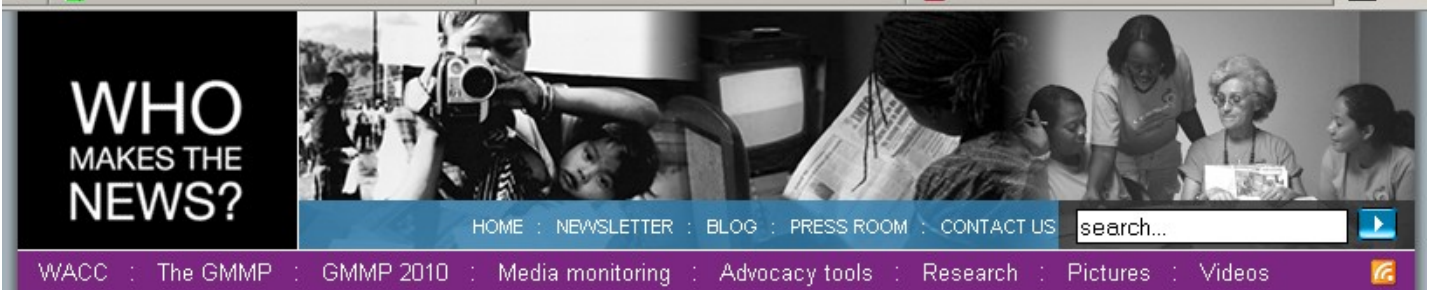 WHO
MAKES THE
NEWS?
HOME : NEWSLETTER : BLOG : PRESS ROOM : CONTACT US
search...
WACC : The GMMP : GMMP 2010 : Media monitoring : Advocacy tools : Research : Pictures : Videos